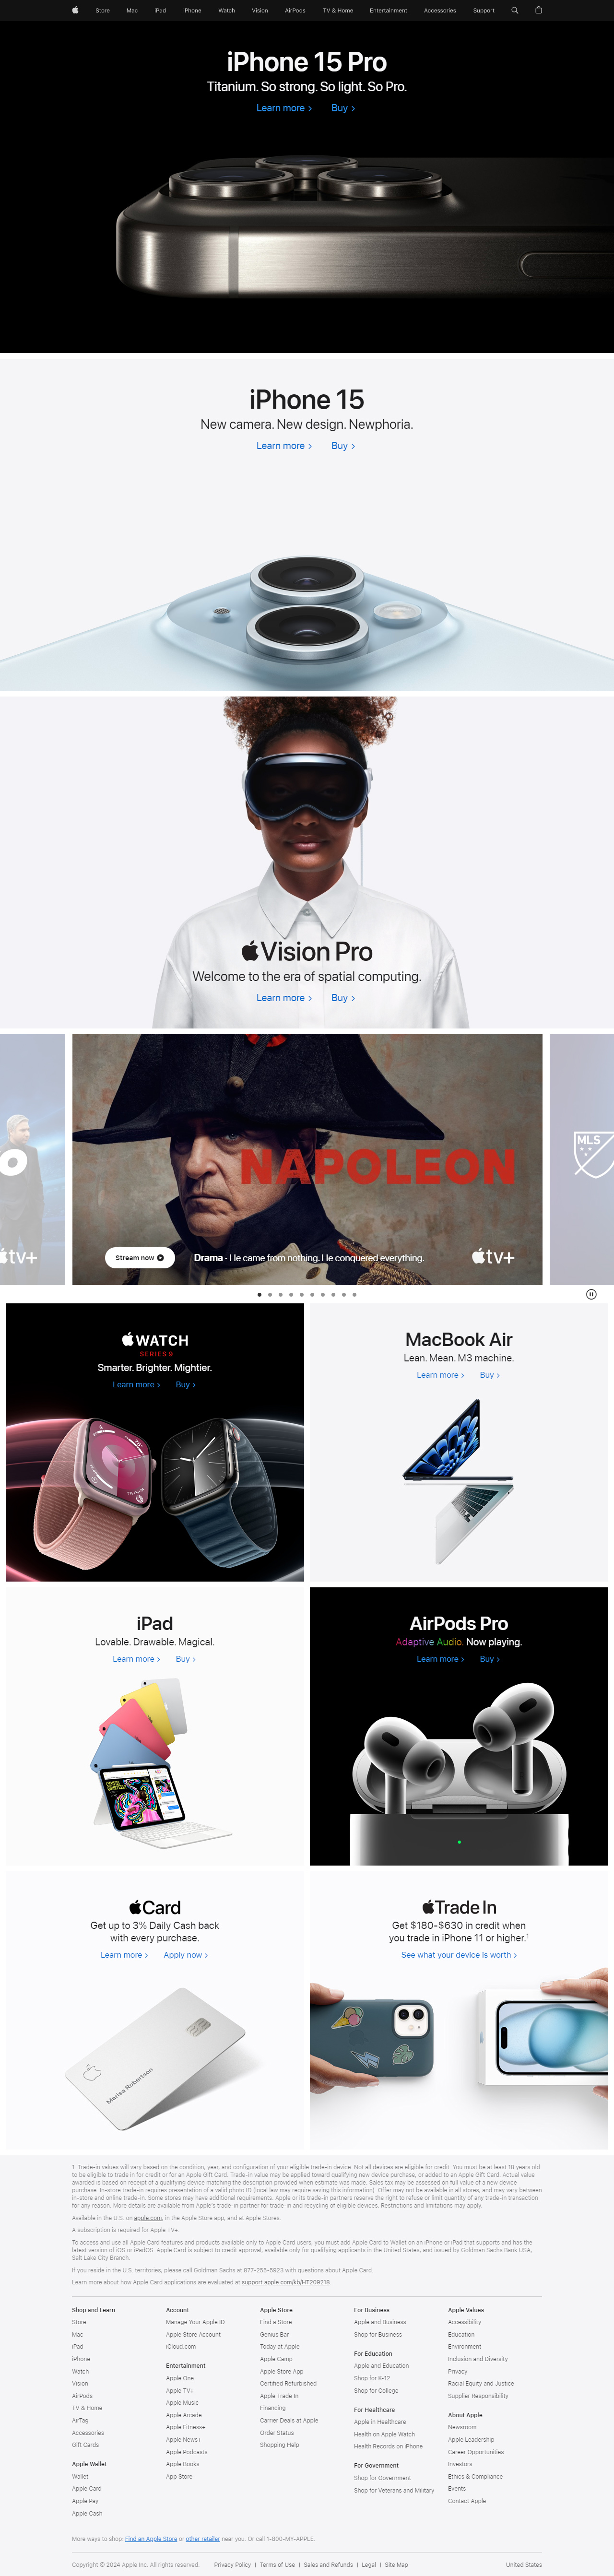 Store Mac iPad iPhone Watch Vision AirPods TV & Home Entertainment Accessories Support
iPhone 15 Pro
Titanium. So strong. So light. So Pro.
Learn more > Buy >
iPhone 15
New camera. New design. Newphoria.
Learn more > Buy >
Vision Pro
Welcome to the era of spatial computing.
Learn more > Buy >
NAPOLEON
MLS
tv+
Stream now
Drama · He came from nothing. He conquered everything.
tv+
WATCH
SERIES 9
Smarter. Brighter. Mightier.
Learn more > Buy >
MacBook Air
Lean. Mean. M3 machine.
Learn more > Buy >
iPad
Lovable. Drawable. Magical.
Learn more > Buy >
AirPods Pro
Adaptive Audio. Now playing.
Learn more > Buy >
Card
Get up to 3% Daily Cash back
with every purchase.
Learn more > Apply now >
Marisa Robertson
Trade In
Get $180-$630 in credit when
you trade in iPhone 11 or higher.1
See what your device is worth >
1. Trade-in values will vary based on the condition, year, and configuration of your eligible trade-in device. Not all devices are eligible for credit. You must be at least 18 years old
to be eligible to trade in for credit or for an Apple Gift Card. Trade-in value may be applied toward qualifying new device purchase, or added to an Apple Gift Card. Actual value
awarded is based on receipt of a qualifying device matching the description provided when estimate was made. Sales tax may be assessed on full value of a new device
purchase. In-store trade-in requires presentation of a valid photo ID (local law may require saving this information). Offer may not be available in all stores, and may vary between
in-store and online trade-in. Some stores may have additional requirements. Apple or its trade-in partners reserve the right to refuse or limit quantity of any trade-in transaction
for any reason. More details are available from Apple's trade-in partner for trade-in and recycling of eligible devices. Restrictions and limitations may apply.
Available in the U.S. on apple.com, in the Apple Store app, and at Apple Stores.
A subscription is required for Apple TV+.
To access and use all Apple Card features and products available only to Apple Card users, you must add Apple Card to Wallet on an iPhone or iPad that supports and has the
latest version of iOS or iPadOS. Apple Card is subject to credit approval, available only for qualifying applicants in the United States, and issued by Goldman Sachs Bank USA,
Salt Lake City Branch.
If you reside in the U.S. territories, please call Goldman Sachs at 877-255-5923 with questions about Apple Card.
Learn more about how Apple Card applications are evaluated at support.apple.com/kb/HT209218.
Shop and Learn
Store
Mac
iPad
iPhone
Watch
Vision
AirPods
TV & Home
AirTag
Accessories
Gift Cards
Apple Wallet
Wallet
Apple Card
Apple Pay
Apple Cash
Account
Manage Your Apple ID
Apple Store Account
iCloud.com
Entertainment
Apple One
Apple TV+
Apple Music
Apple Arcade
Apple Fitness+
Apple News+
Apple Podcasts
Apple Books
App Store
Apple Store
Find a Store
Genius Bar
Today at Apple
Apple Camp
Apple Store App
Certified Refurbished
Apple Trade In
Financing
Carrier Deals at Apple
Order Status
Shopping Help
For Business
Apple and Business
Shop for Business
For Education
Apple and Education
Shop for K-12
Shop for College
For Healthcare
Apple in Healthcare
Health on Apple Watch
Health Records on iPhone
For Government
Shop for Government
Shop for Veterans and Military
Apple Values
Accessibility
Education
Environment
Inclusion and Diversity
Privacy
Racial Equity and Justice
Supplier Responsibility
About Apple
Newsroom
Apple Leadership
Career Opportunities
Investors
Ethics & Compliance
Events
Contact Apple
More ways to shop: Find an Apple Store or other retailer near you. Or call 1-800-MY-APPLE.
Copyright © 2024 Apple Inc. All rights reserved. Privacy Policy | Terms of Use | Sales and Refunds | Legal | Site Map United States